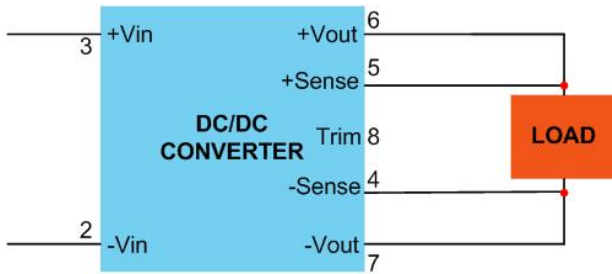 6
+Vin
+Vout
3
5
+Sense
DC/DC
CONVERTER
Trim 8
LOAD
4
-Sense
2
-Vin
-Vout
7